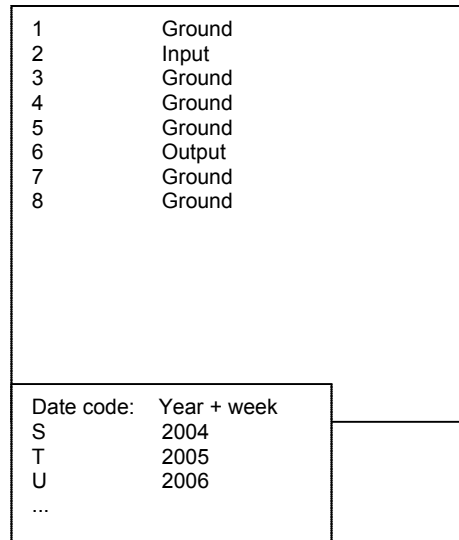 1 Ground
2 Input
3 Ground
4 Ground
5 Ground
6 Output
7 Ground
8 Ground
Date code: Year + week
S 2004
T 2005
U 2006
...